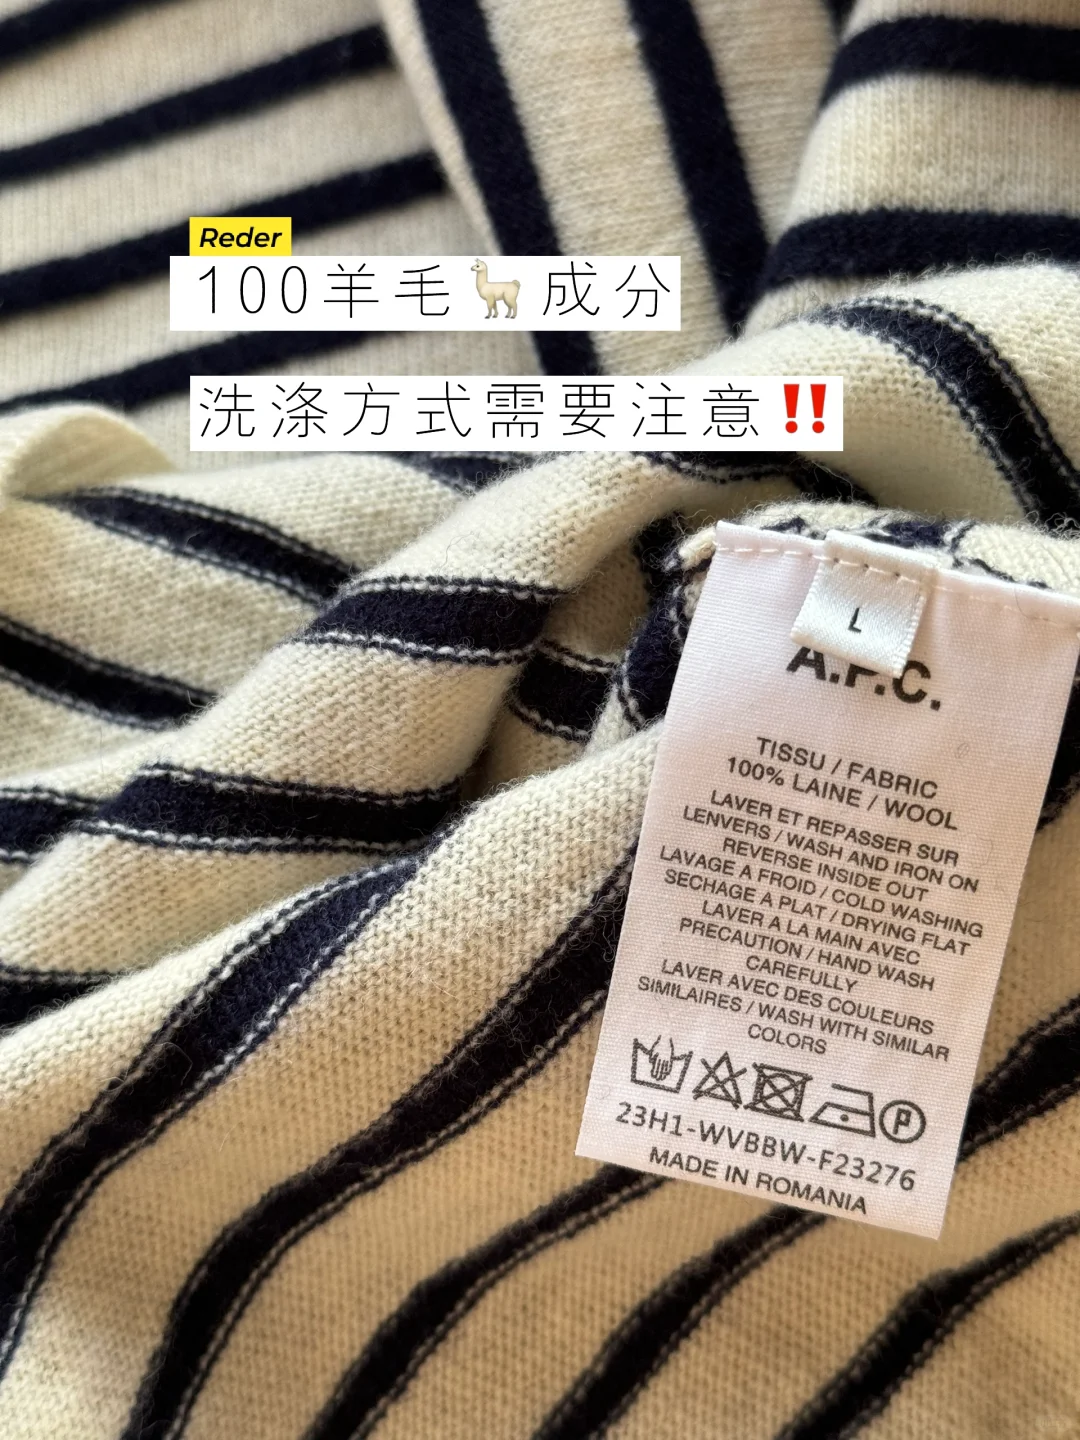 Reder
100羊毛🦙成分
洗涤方式需要注意‼️
L
A.P.C.
TISSU / FABRIC
100% LAINE / WOOL
LAVER ET REPASSER SUR
LENVERS / WASH AND IRON ON
REVERSE INSIDE OUT
LAVAGE A FROID / COLD WASHING
SECHAGE A PLAT / DRYING FLAT
LAVER A LA MAIN AVEC
PRECAUTION / HAND WASH
CAREFULLY
LAVER AVEC DES COULEURS
SIMILAIRES / WASH WITH SIMILAR
COLORS
P
23H1-WVBBW-F23276
MADE IN ROMANIA